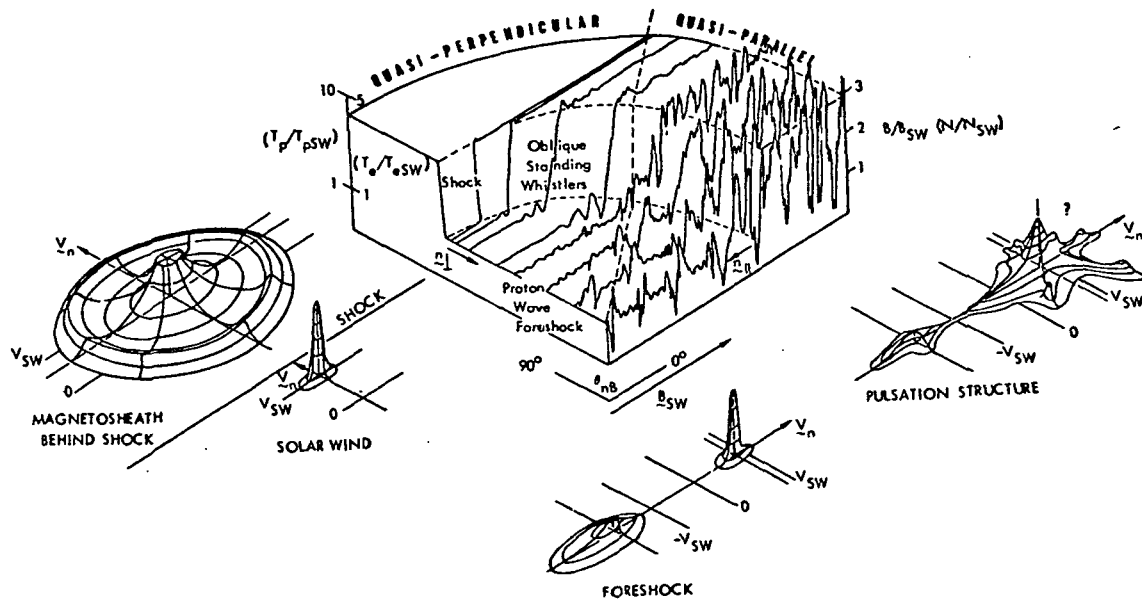 QUASI-PERPENDICULAR
QUASI-PARALLEL
10
5
(Tp/TpSW)
(Te/TeSW)
1
1
3
2
1
B/BSW (N/NSW)
Shock
Oblique
Standing
Whistlers
n⊥
Proton
Wave
Foreshock
90°
θnB
0°
BSW
SHOCK
Vn
VSW
0
MAGNETOSHEATH
BEHIND SHOCK
Vn
VSW
0
SOLAR WIND
Vn
VSW
0
-VSW
FORESHOCK
?
Vn
VSW
0
-VSW
PULSATION STRUCTURE